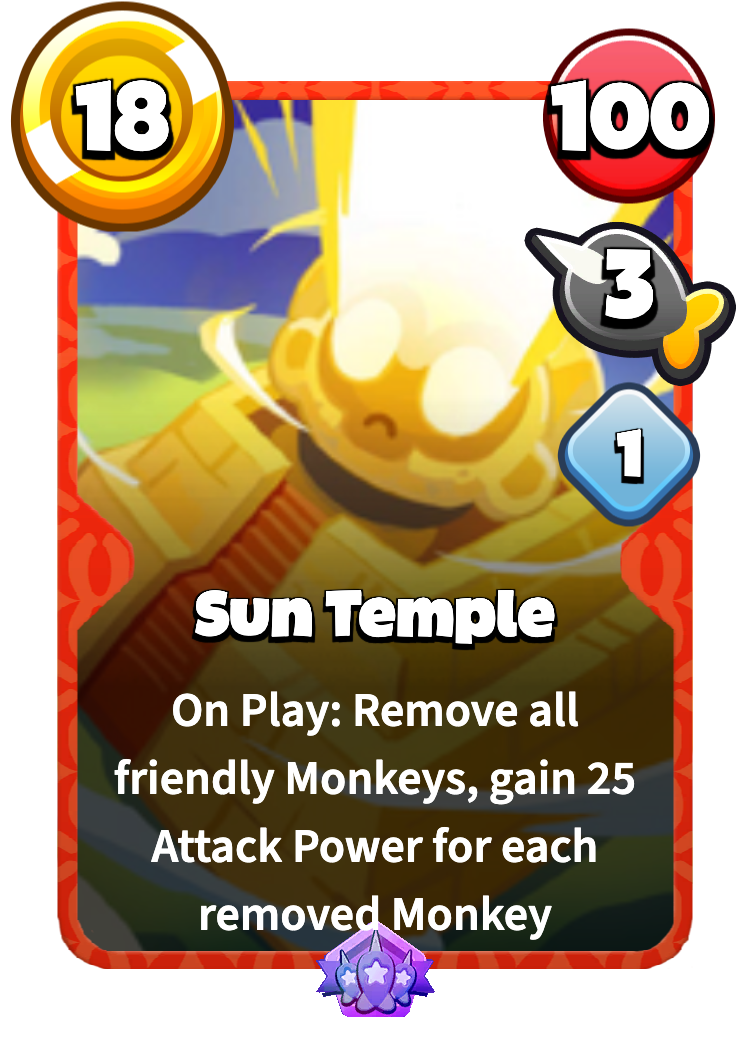 18
100
3
1
Sun Temple
On Play: Remove all
friendly Monkeys, gain 25
Attack Power for each
removed Monkey